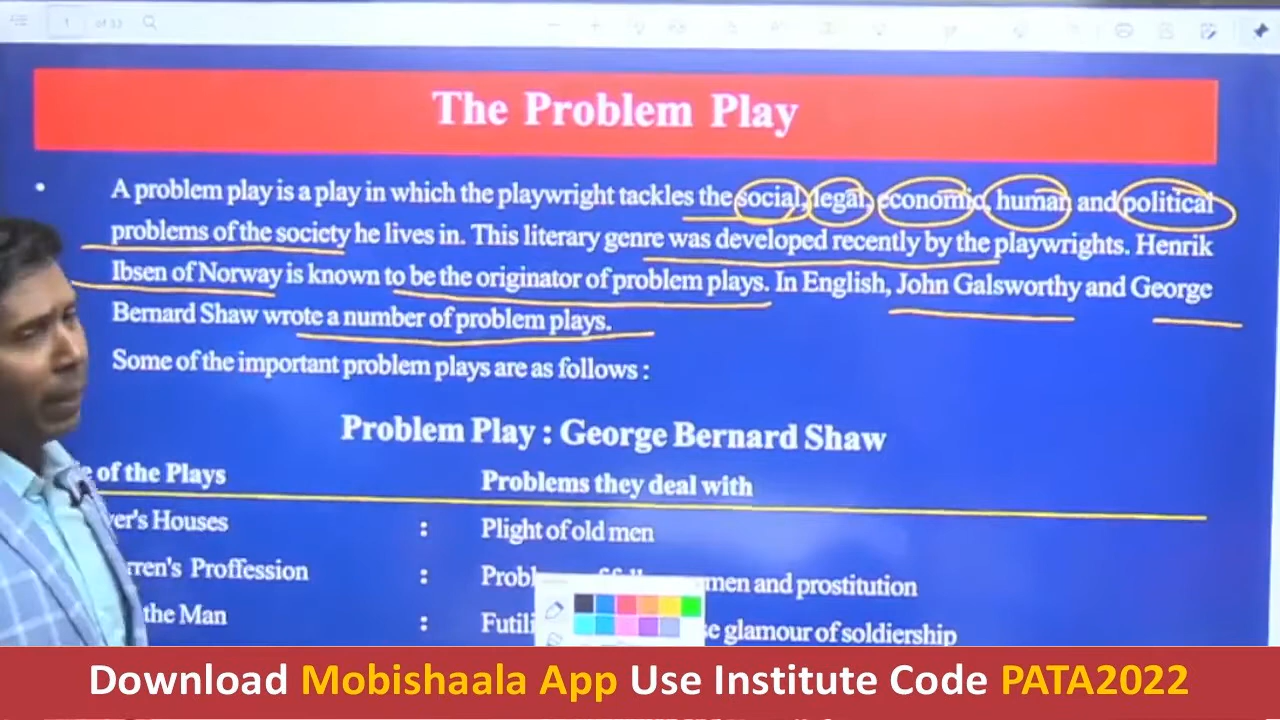 1 of 33
The Problem Play
• A problem play is a play in which the playwright tackles the social, legal, economic, human and political
problems of the society he lives in. This literary genre was developed recently by the playwrights. Henrik
Ibsen of Norway is known to be the originator of problem plays. In English, John Galsworthy and George
Bernard Shaw wrote a number of problem plays.
Some of the important problem plays are as follows :
Problem Play : George Bernard Shaw
of the Plays Problems they deal with
Houses : Plight of old men
Proffession : and prostitution
the Man : glamour of soldiership
Download Mobishaala App Use Institute Code PATA2022